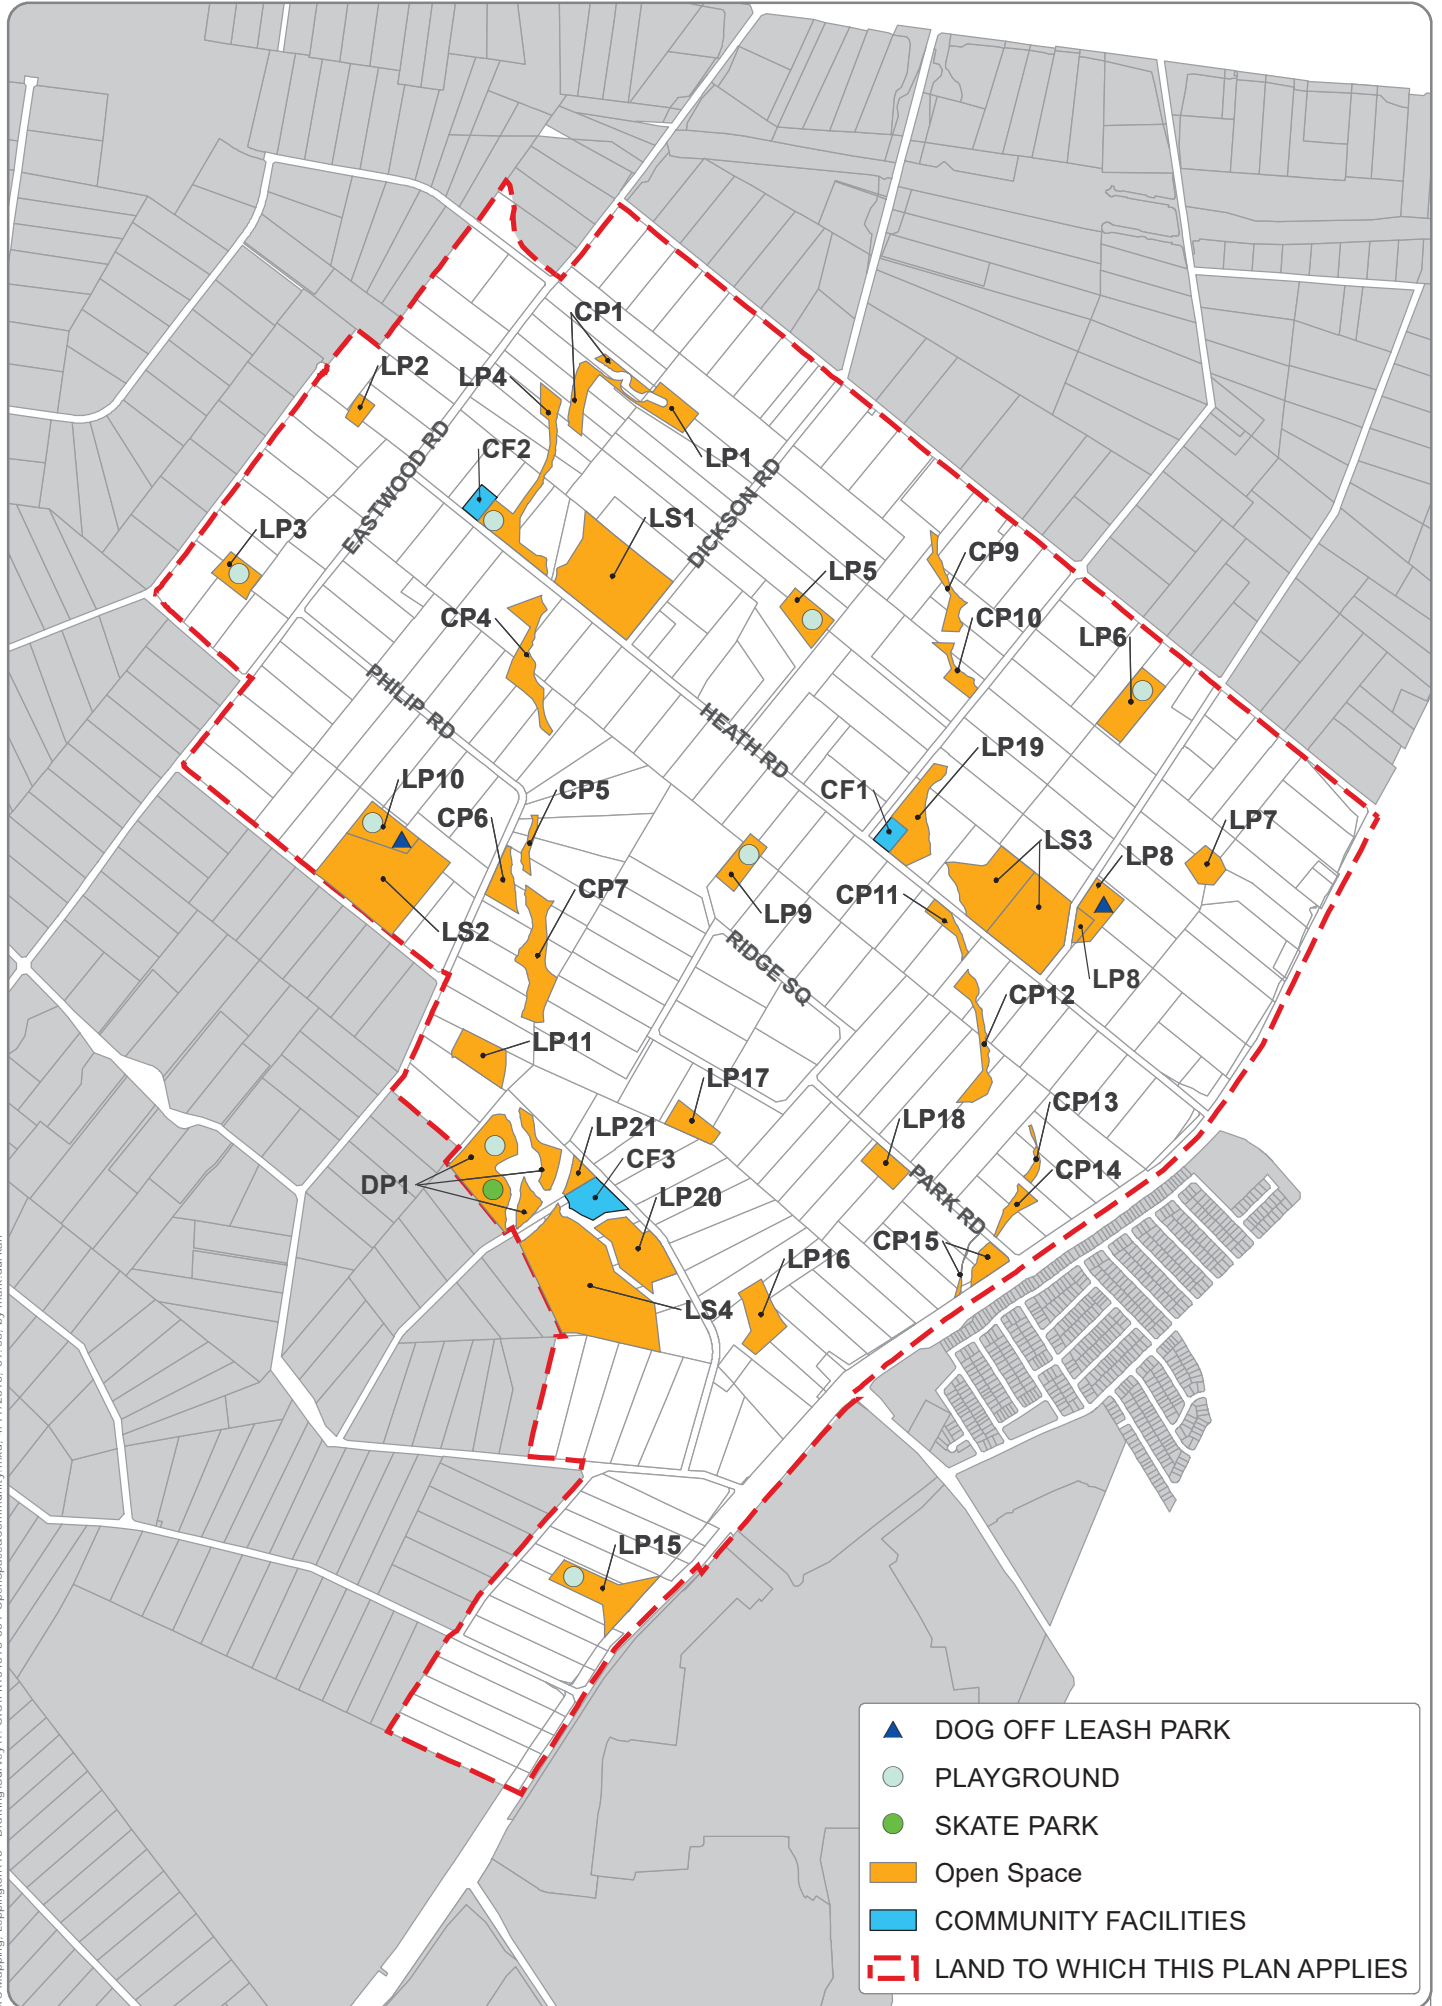 CP1
LP2
LP4
CF2
LP1
EASTWOOD RD
DICKSON RD
LS1
LP3
LP5
CP9
CP4
CP10
LP6
PHILIP RD
HEATH RD
LP19
LP10
CP5
CF1
CP6
LP7
LS3
LP8
CP7
CP11
LP9
LS2
RIDGE SQ
LP8
CP12
LP11
LP17
CP13
LP18
LP21
CF3
CP14
DP1
LP20
PARK RD
CP15
LP16
LS4
LP15
DOG OFF LEASH PARK
PLAYGROUND
SKATE PARK
Open Space
COMMUNITY FACILITIES
LAND TO WHICH THIS PLAN APPLIES